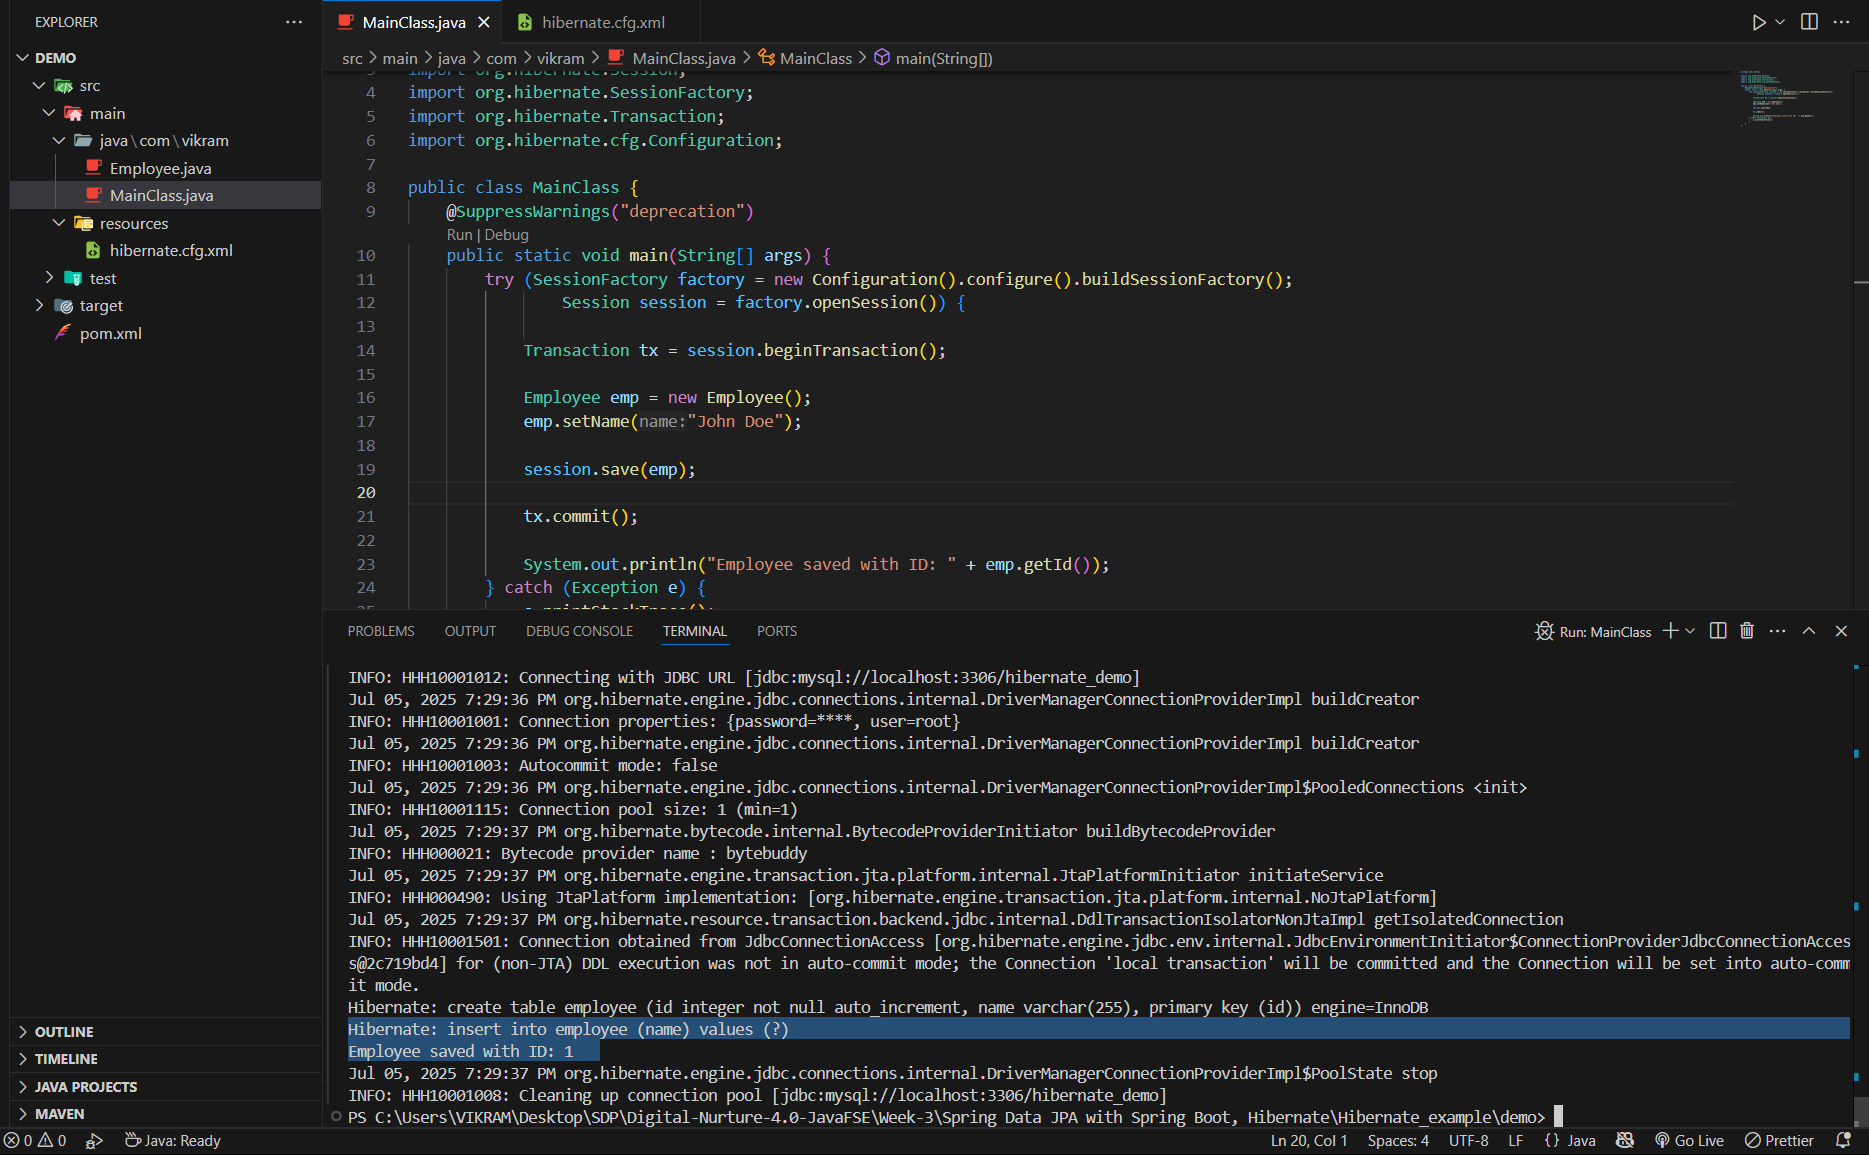 EXPLORER
DEMO
src
main
java\com\vikram
Employee.java
MainClass.java
resources
hibernate.cfg.xml
test
target
pom.xml
OUTLINE
TIMELINE
JAVA PROJECTS
MAVEN
MainClass.java
hibernate.cfg.xml
src > main > java > com > vikram > MainClass.java > MainClass > main(String[])
3 import org.hibernate.Session;
4 import org.hibernate.SessionFactory;
5 import org.hibernate.Transaction;
6 import org.hibernate.cfg.Configuration;
7
8 public class MainClass {
9 @SuppressWarnings("deprecation")
Run | Debug
10 public static void main(String[] args) {
11 try (SessionFactory factory = new Configuration().configure().buildSessionFactory();
12 Session session = factory.openSession()) {
13
14 Transaction tx = session.beginTransaction();
15
16 Employee emp = new Employee();
17 emp.setName(name:"John Doe");
18
19 session.save(emp);
20
21 tx.commit();
22
23 System.out.println("Employee saved with ID: " + emp.getId());
24 } catch (Exception e) {
25 e.printStackTrace();
PROBLEMS OUTPUT DEBUG CONSOLE TERMINAL PORTS
Run: MainClass
INFO: HHH10001012: Connecting with JDBC URL [jdbc:mysql://localhost:3306/hibernate_demo]
Jul 05, 2025 7:29:36 PM org.hibernate.engine.jdbc.connections.internal.DriverManagerConnectionProviderImpl buildCreator
INFO: HHH10001001: Connection properties: {password=****, user=root}
Jul 05, 2025 7:29:36 PM org.hibernate.engine.jdbc.connections.internal.DriverManagerConnectionProviderImpl buildCreator
INFO: HHH10001003: Autocommit mode: false
Jul 05, 2025 7:29:36 PM org.hibernate.engine.jdbc.connections.internal.DriverManagerConnectionProviderImpl$PooledConnections <init>
INFO: HHH10001115: Connection pool size: 1 (min=1)
Jul 05, 2025 7:29:37 PM org.hibernate.bytecode.internal.BytecodeProviderInitiator buildBytecodeProvider
INFO: HHH000021: Bytecode provider name : bytebuddy
Jul 05, 2025 7:29:37 PM org.hibernate.engine.transaction.jta.platform.internal.JtaPlatformInitiator initiateService
INFO: HHH000490: Using JtaPlatform implementation: [org.hibernate.engine.transaction.jta.platform.internal.NoJtaPlatform]
Jul 05, 2025 7:29:37 PM org.hibernate.resource.transaction.backend.jdbc.internal.DdlTransactionIsolatorNonJtaImpl getIsolatedConnection
INFO: HHH10001501: Connection obtained from JdbcConnectionAccess [org.hibernate.engine.jdbc.env.internal.JdbcEnvironmentInitiator$ConnectionProviderJdbcConnectionAcces
s@2c719bd4] for (non-JTA) DDL execution was not in auto-commit mode; the Connection 'local transaction' will be committed and the Connection will be set into auto-comm
it mode.
Hibernate: create table employee (id integer not null auto_increment, name varchar(255), primary key (id)) engine=InnoDB
Hibernate: insert into employee (name) values (?)
Employee saved with ID: 1
Jul 05, 2025 7:29:37 PM org.hibernate.engine.jdbc.connections.internal.DriverManagerConnectionProviderImpl$PoolState stop
INFO: HHH10001008: Cleaning up connection pool [jdbc:mysql://localhost:3306/hibernate_demo]
PS C:\Users\VIKRAM\Desktop\SDP\Digital-Nurture-4.0-JavaFSE\Week-3\Spring Data JPA with Spring Boot, Hibernate\Hibernate_example\demo>
0 0 Java: Ready Ln 20, Col 1 Spaces: 4 UTF-8 LF {} Java Go Live Prettier